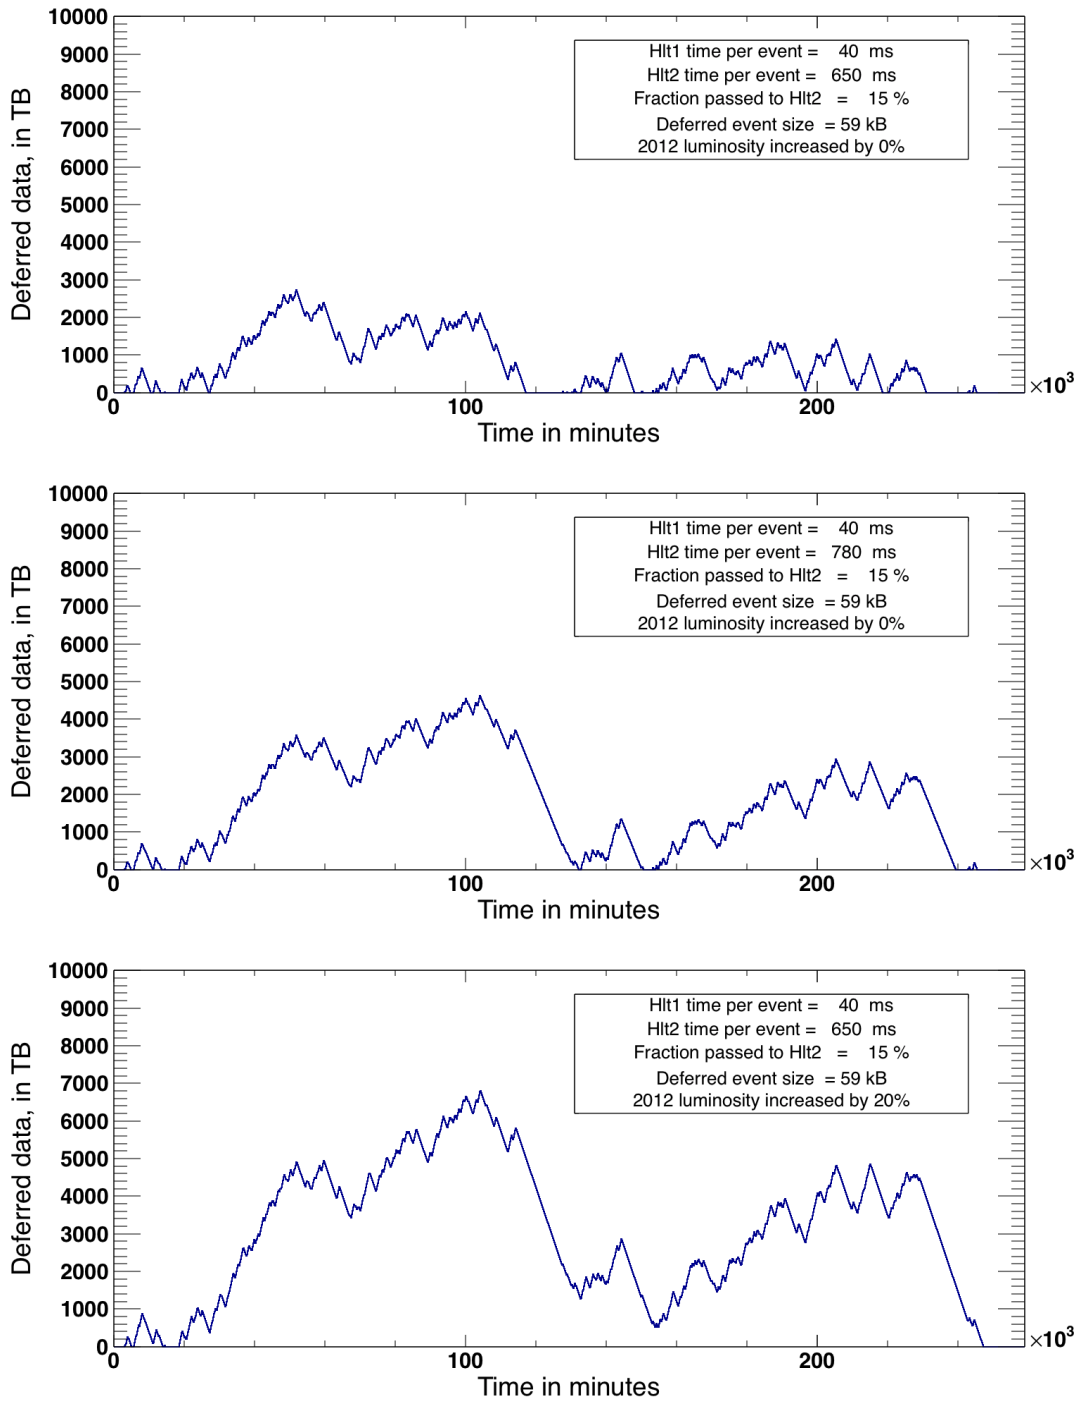 10000
9000
8000
7000
6000
5000
4000
3000
2000
1000
0
Deferred data, in TB
Hlt1 time per event = 40 ms
Hlt2 time per event = 650 ms
Fraction passed to Hlt2 = 15 %
Deferred event size = 59 kB
2012 luminosity increased by 0%
0 100 200
×10³
Time in minutes
10000
9000
8000
7000
6000
5000
4000
3000
2000
1000
0
Deferred data, in TB
Hlt1 time per event = 40 ms
Hlt2 time per event = 780 ms
Fraction passed to Hlt2 = 15 %
Deferred event size = 59 kB
2012 luminosity increased by 0%
0 100 200
×10³
Time in minutes
10000
9000
8000
7000
6000
5000
4000
3000
2000
1000
0
Deferred data, in TB
Hlt1 time per event = 40 ms
Hlt2 time per event = 650 ms
Fraction passed to Hlt2 = 15 %
Deferred event size = 59 kB
2012 luminosity increased by 20%
0 100 200
×10³
Time in minutes